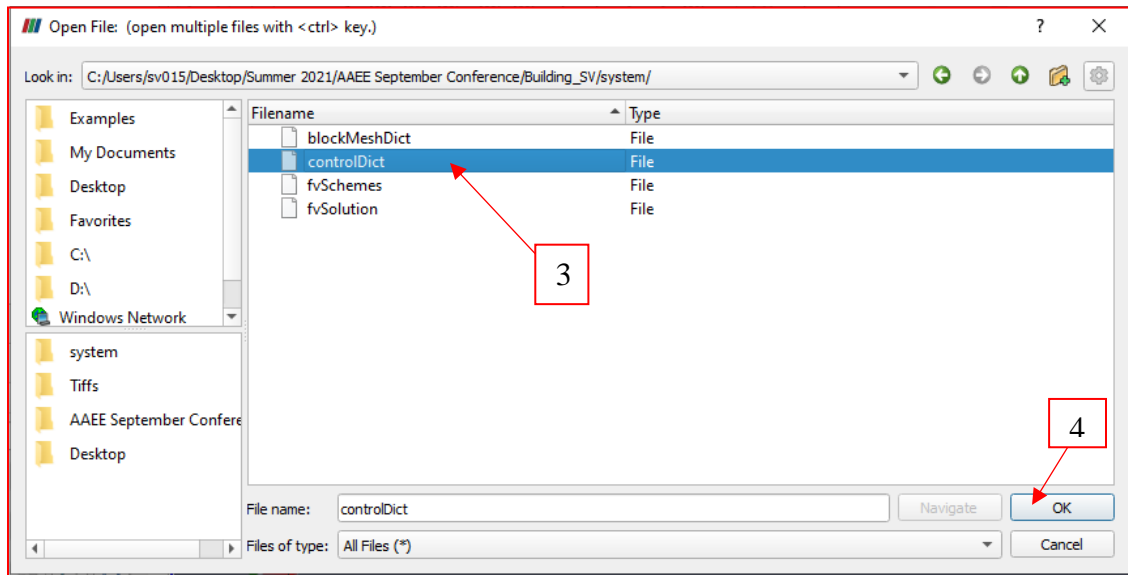 Open File: (open multiple files with <ctrl> key.)
?
Look in: C:/Users/sv015/Desktop/Summer 2021/AAEE September Conference/Building_SV/system/
Examples
My Documents
Desktop
Favorites
C:\
D:\
Windows Network
system
Tiffs
AAEE September Confere
Desktop
Filename Type
blockMeshDict File
controlDict File
fvSchemes File
fvSolution File
3
4
File name: controlDict Navigate OK
Files of type: All Files (*) Cancel